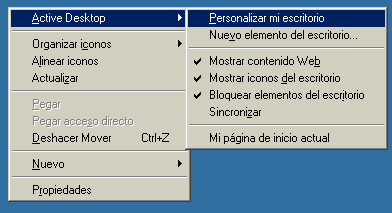 Active Desktop
Organizar iconos
Alinear iconos
Actualizar
Pegar
Pegar acceso directo
Deshacer Mover Ctrl+Z
Nuevo
Propiedades
Personalizar mi escritorio
Nuevo elemento del escritorio...
Mostrar contenido Web
Mostrar iconos del escritorio
Bloquear elementos del escritorio
Sincronizar
Mi página de inicio actual